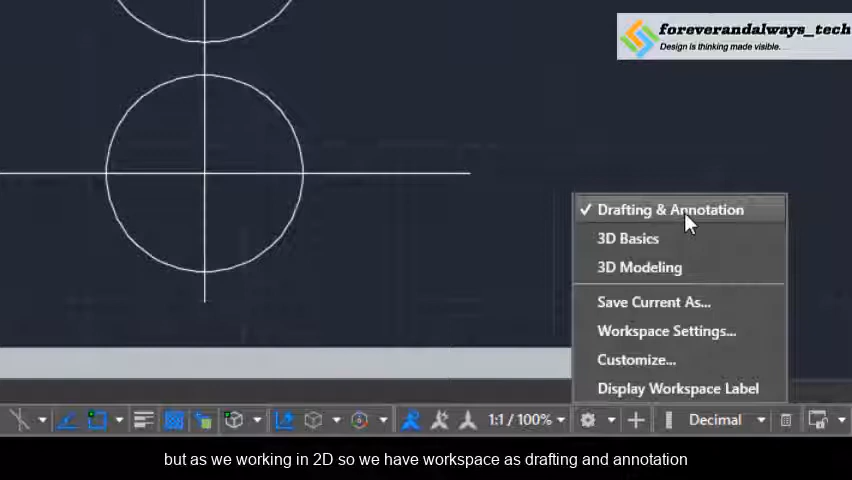 foreverandalways_tech
Design is thinking made visible.
Drafting & Annotation
3D Basics
3D Modeling
Save Current As...
Workspace Settings...
Customize...
Display Workspace Label
1:1 / 100%
Decimal
but as we working in 2D so we have workspace as drafting and annotation